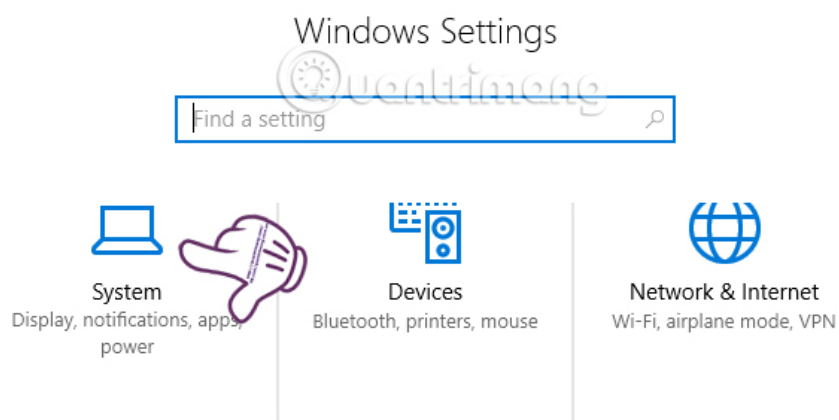 Windows Settings
Quantrimang
Find a setting
System
Display, notifications, apps,
power
Devices
Bluetooth, printers, mouse
Network & Internet
Wi-Fi, airplane mode, VPN